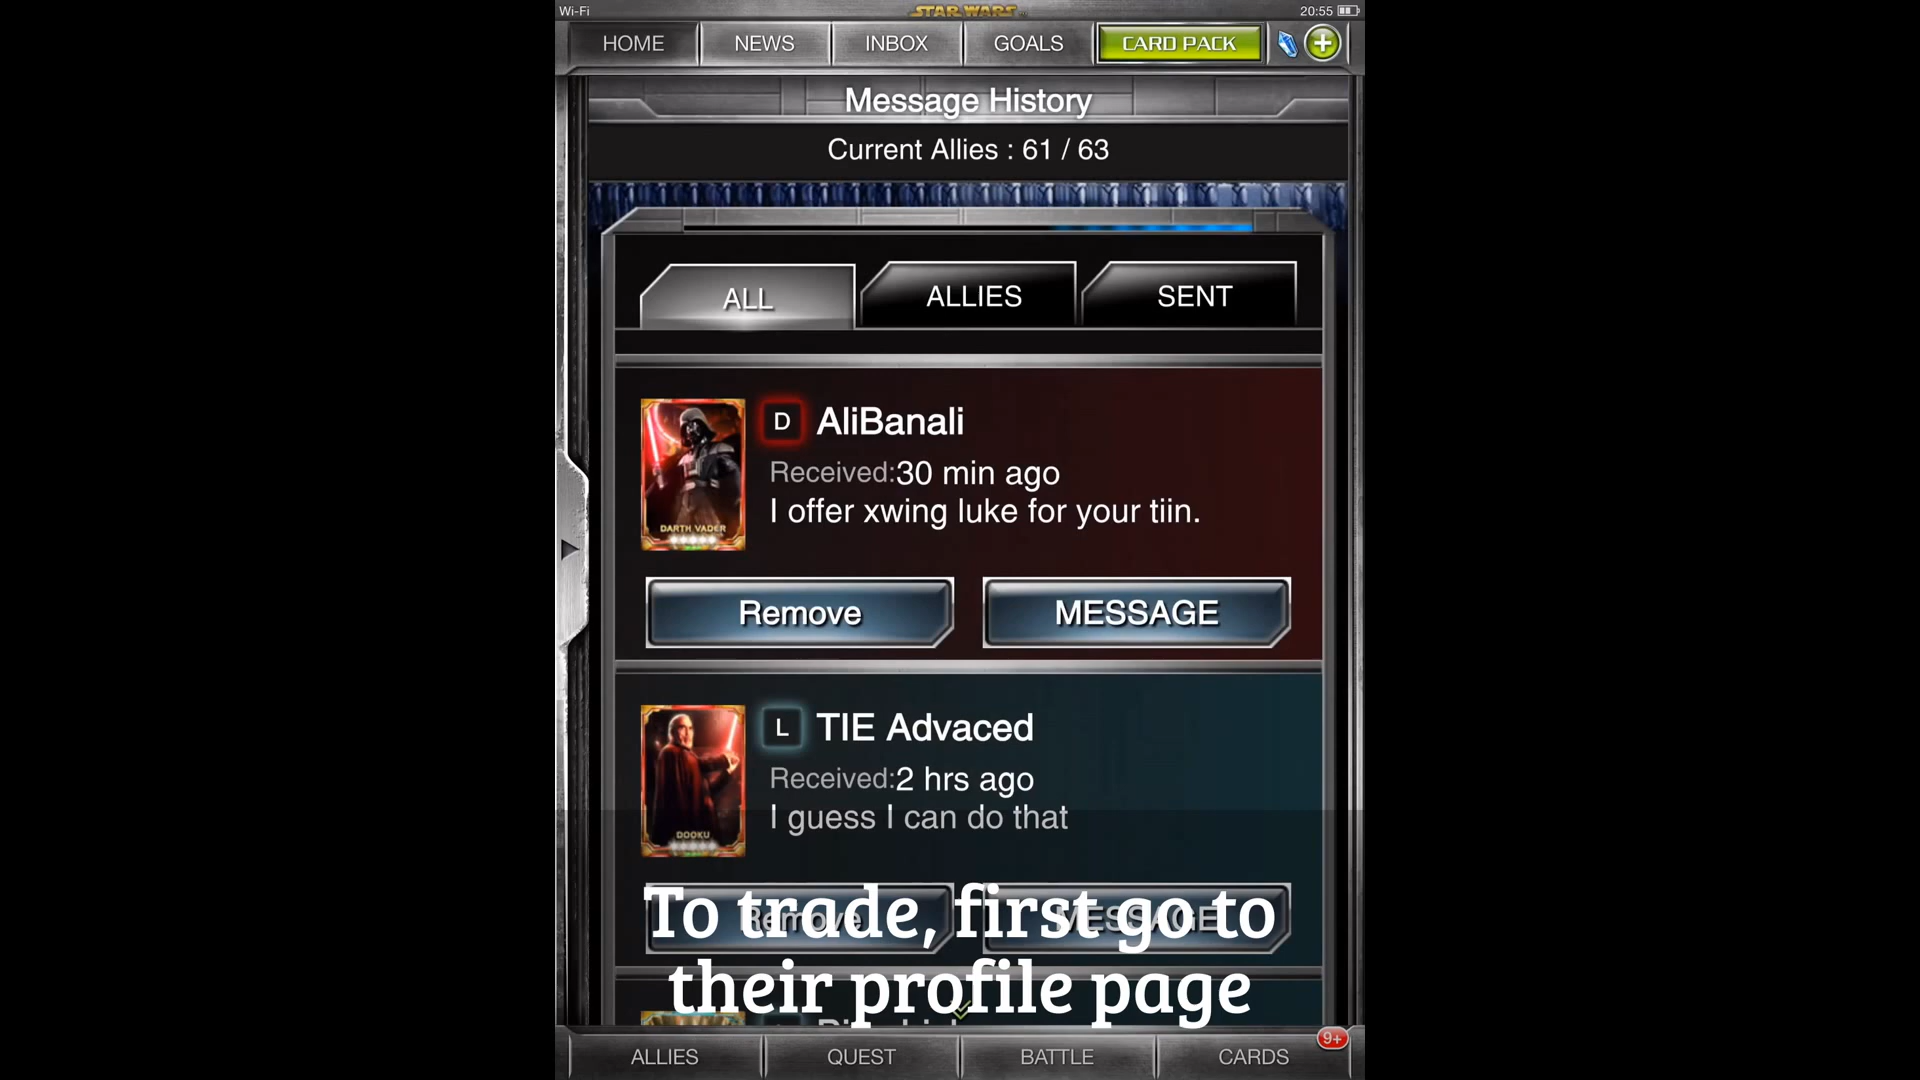 Wi-Fi
STAR WARS
20:55
HOME
NEWS
INBOX
GOALS
CARD PACK
Message History
Current Allies : 61 / 63
ALL
ALLIES
SENT
D
AliBanali
Received:30 min ago
I offer xwing luke for your tiin.
DARTH VADER
Remove
MESSAGE
L
TIE Advaced
Received:2 hrs ago
I guess I can do that
DOOKU
Remove
MESSAGE
To trade, first go to
their profile page
ALLIES
QUEST
BATTLE
CARDS
9+